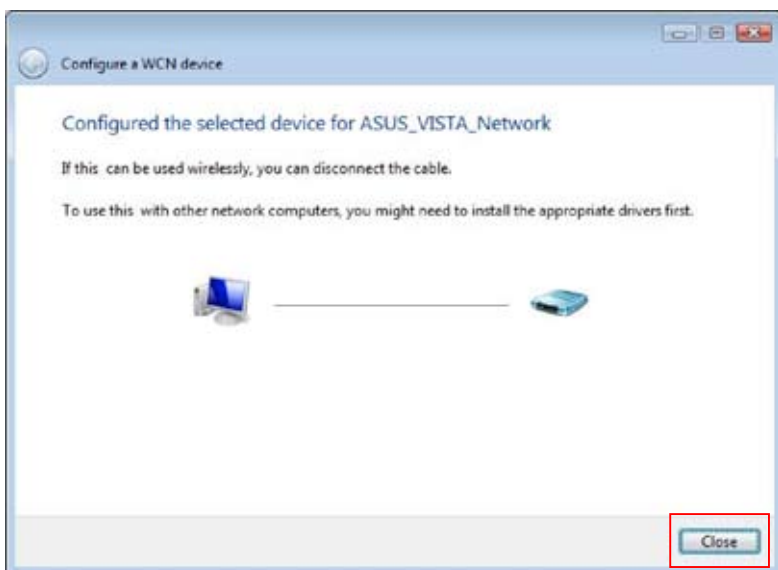 Configure a WCN device
Configured the selected device for ASUS_VISTA_Network
If this can be used wirelessly, you can disconnect the cable.
To use this with other network computers, you might need to install the appropriate drivers first.
Close